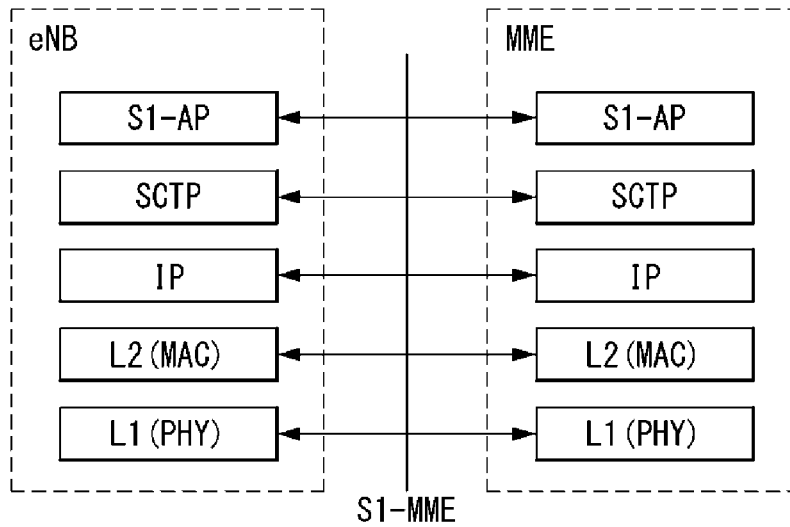 eNB
MME
S1-AP
S1-AP
SCTP
SCTP
IP
IP
L2(MAC)
L2(MAC)
L1(PHY)
L1(PHY)
S1-MME